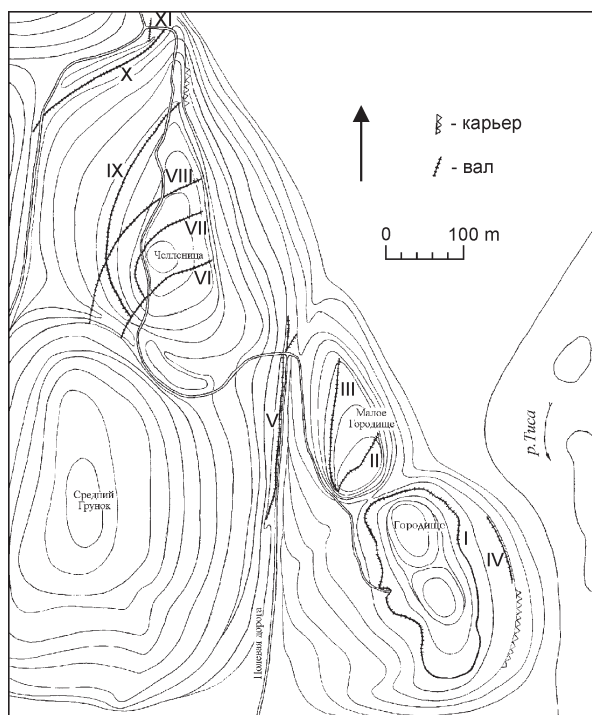 XI
X
- карьер
IX
- вал
VIII
VII
0 100 m
Челленица
VI
III
Малое
Городище
V
р. Тиса
II
Средний
Грунок
Городище
I
IV
Полевая дорога